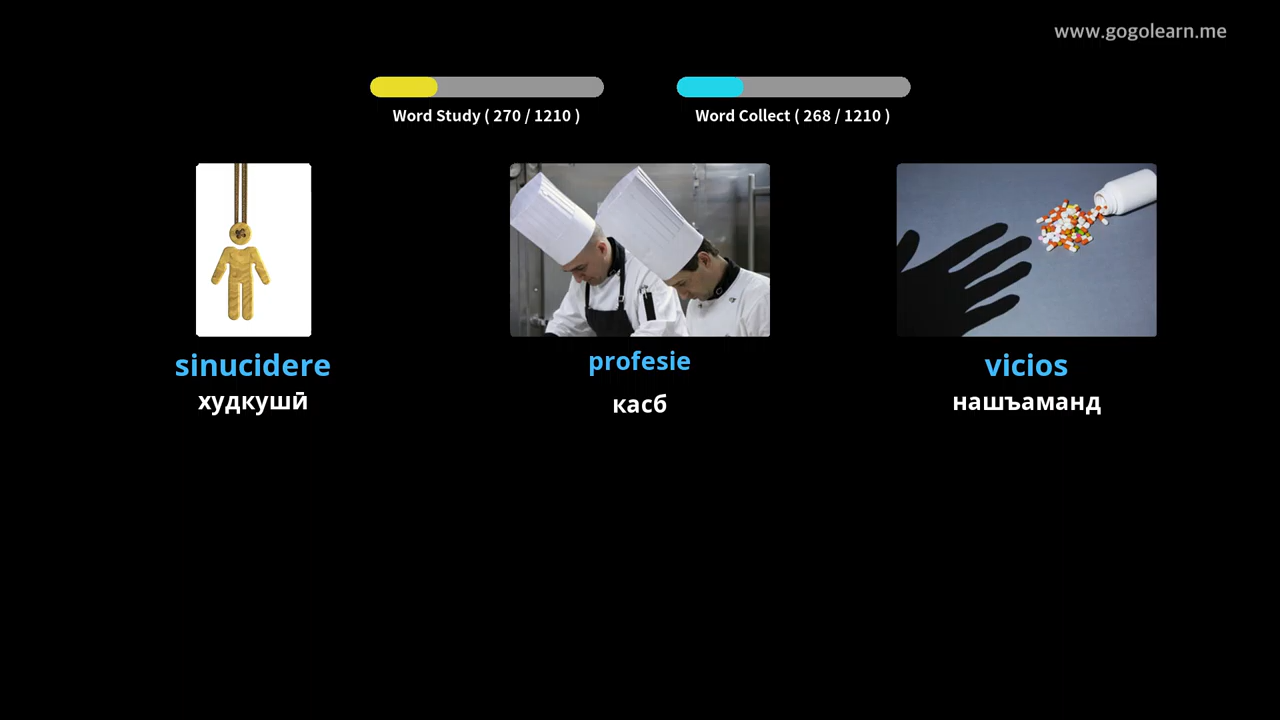 www.gogolearn.me
Word Study ( 270 / 1210 )
Word Collect ( 268 / 1210 )
sinucidere
худкушӣ
profesie
касб
vicios
нашъаманд